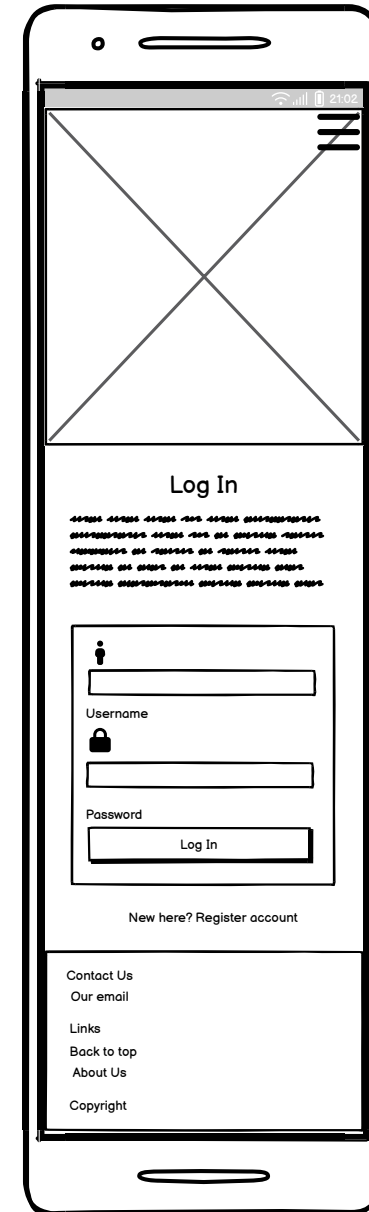 21:02
Log In
Username
Password
Log In
New here? Register account
Contact Us
Our email
Links
Back to top
About Us
Copyright